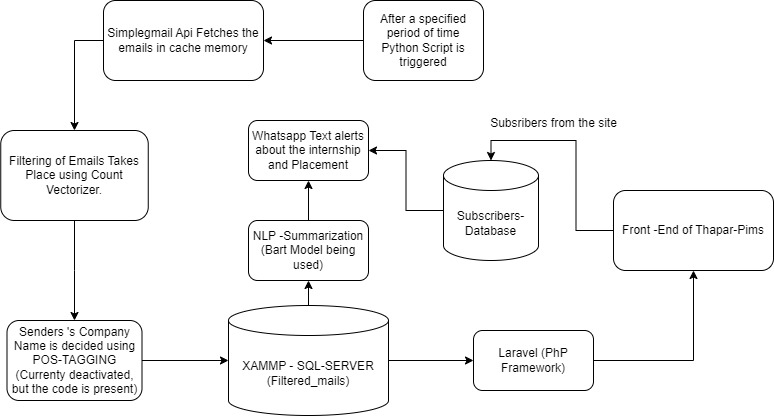 Simplegmail Api Fetches the
emails in cache memory
After a specified
period of time
Python Script is
triggered
Filtering of Emails Takes
Place using Count
Vectorizer.
Whatsapp Text alerts
about the internship
and Placement
Subsribers from the site
Subscribers-
Database
Front -End of Thapar-Pims
NLP -Summarization
(Bart Model being
used)
Senders 's Company
Name is decided using
POS-TAGGING
(Currenty deactivated,
but the code is present)
XAMMP - SQL-SERVER
(Filtered_mails)
Laravel (PhP
Framework)